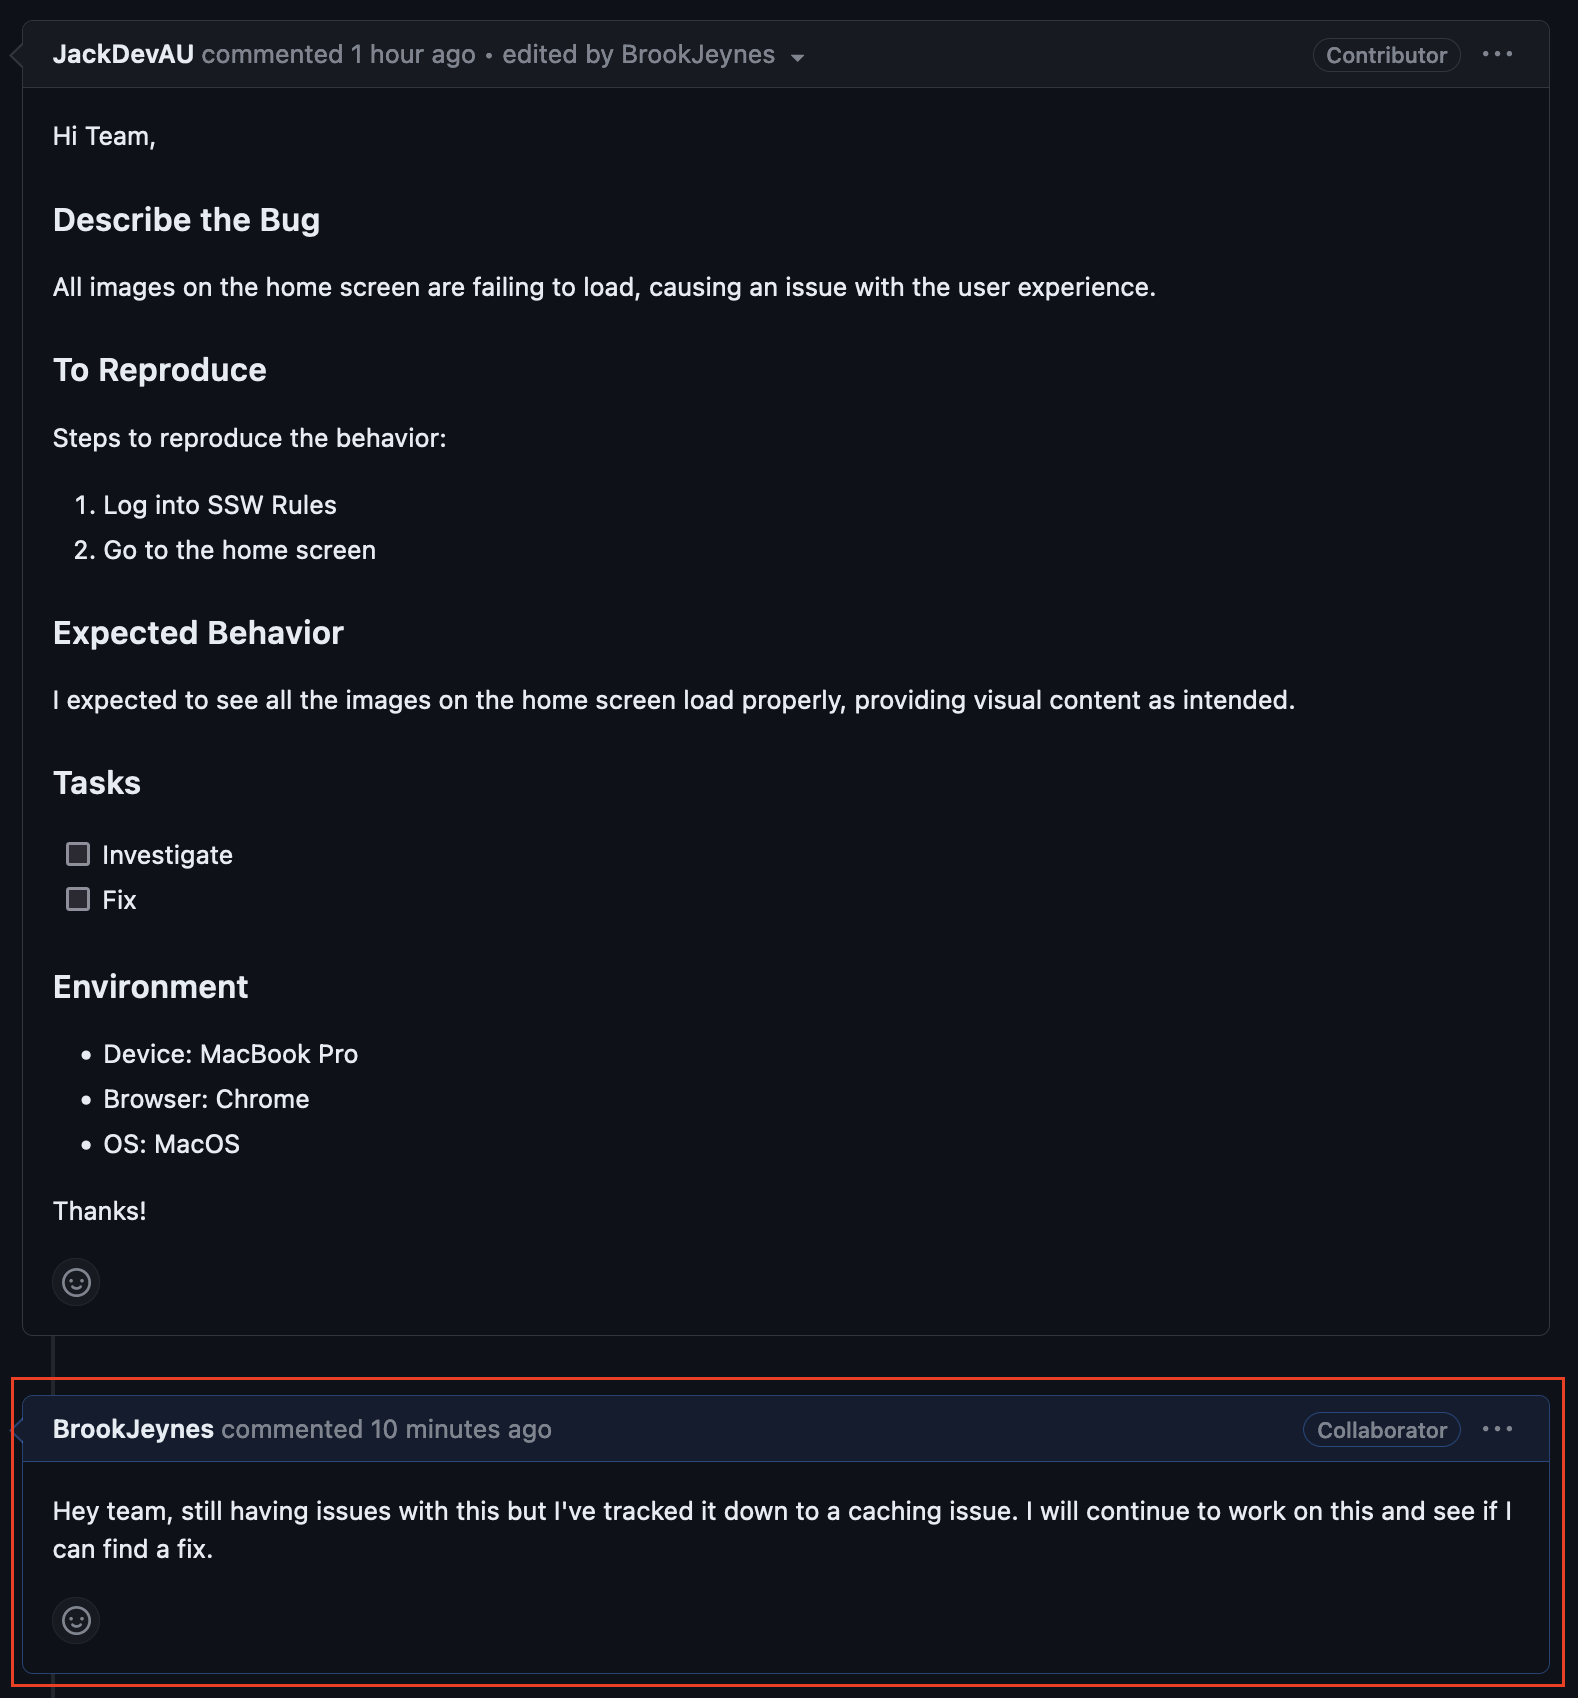 JackDevAU commented 1 hour ago • edited by BrookJeynes
Contributor
Hi Team,
Describe the Bug
All images on the home screen are failing to load, causing an issue with the user experience.
To Reproduce
Steps to reproduce the behavior:
1. Log into SSW Rules
2. Go to the home screen
Expected Behavior
I expected to see all the images on the home screen load properly, providing visual content as intended.
Tasks
Investigate
Fix
Environment
• Device: MacBook Pro
• Browser: Chrome
• OS: MacOS
Thanks!
BrookJeynes commented 10 minutes ago
Collaborator
Hey team, still having issues with this but I've tracked it down to a caching issue. I will continue to work on this and see if I
can find a fix.